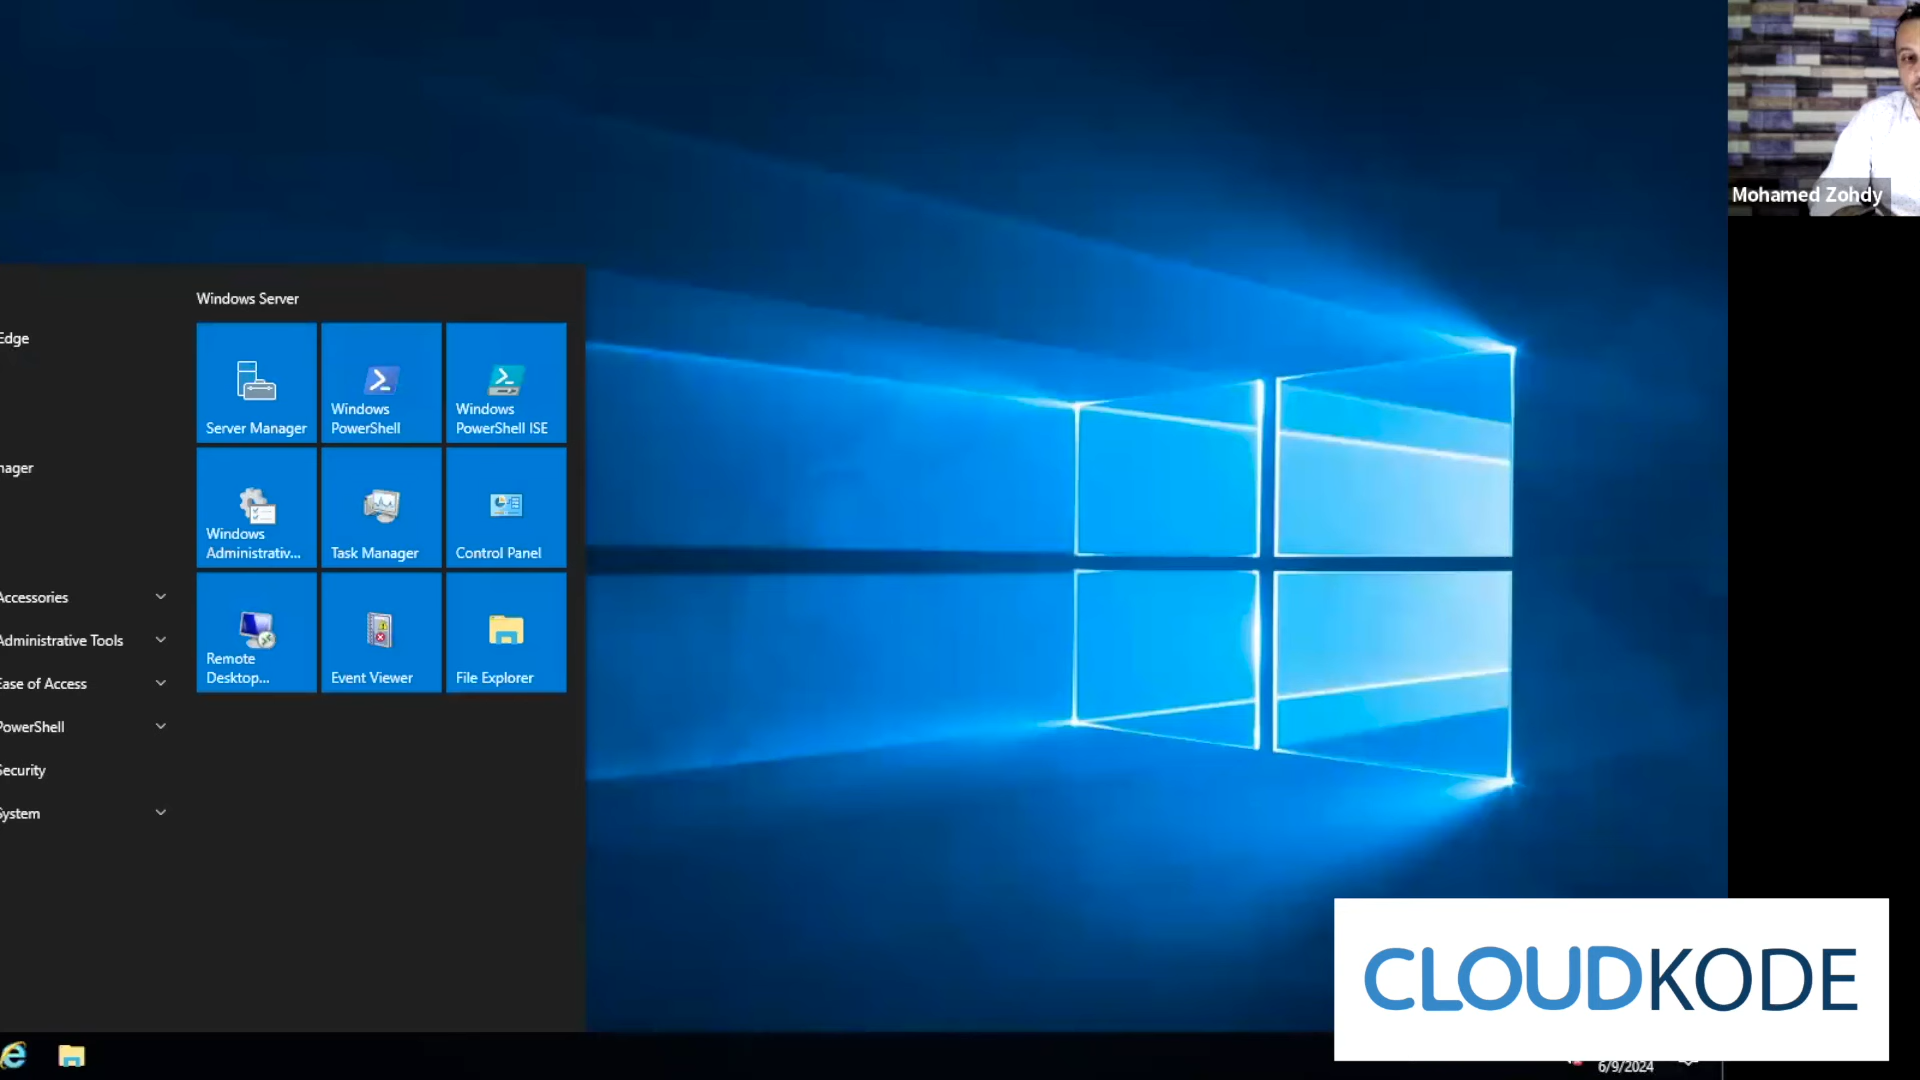 Mohamed Zohdy
Windows Server
Edge
Server Manager
Windows
PowerShell
Windows
PowerShell ISE
nager
Windows
Administrativ...
Task Manager
Control Panel
Accessories
Administrative Tools
Ease of Access
PowerShell
Security
System
Remote
Desktop...
Event Viewer
File Explorer
CLOUDKODE
6/9/2024